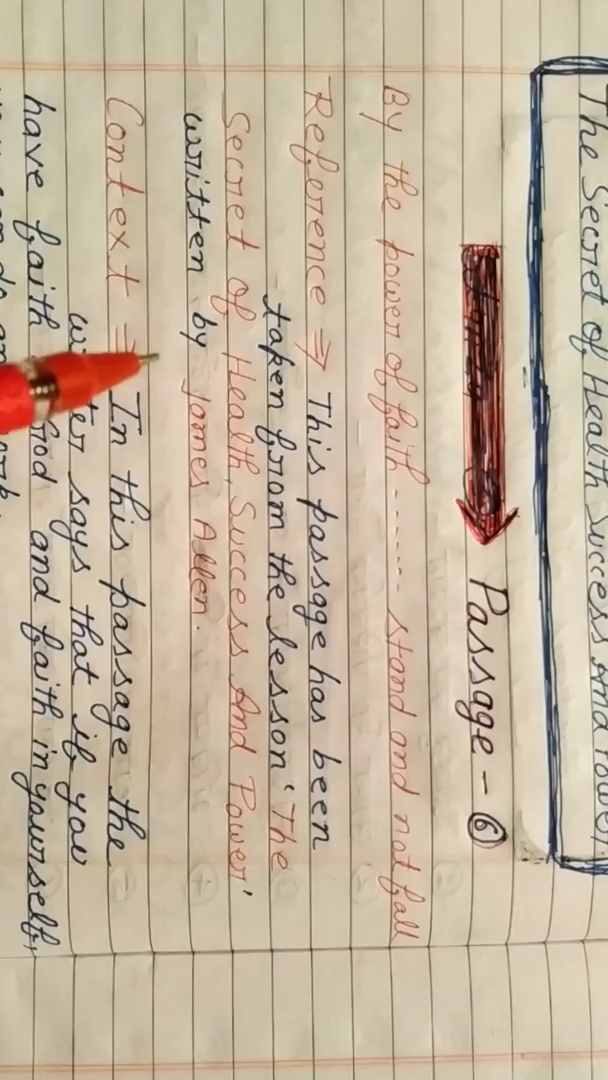 The Secret of Health Success And Power.
Passage - 6
By the power of faith ...... stand and not fall
Reference ⇒ This passage has been
taken from the lesson 'The
Secret of Health, Success And Power'
written by James Allen.
Context ⇒ In this passage the
says that if you
have faith God and faith in yourself,